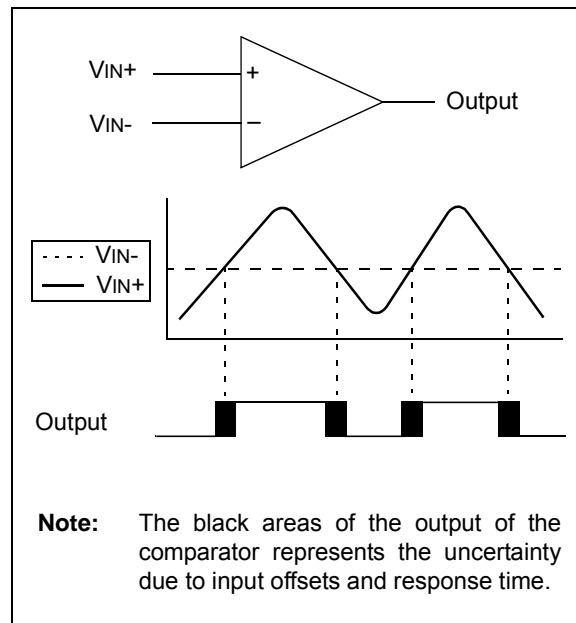 VIN+
+
Output
VIN-
−
VIN-
VIN+
Output
Note: The black areas of the output of the
comparator represents the uncertainty
due to input offsets and response time.